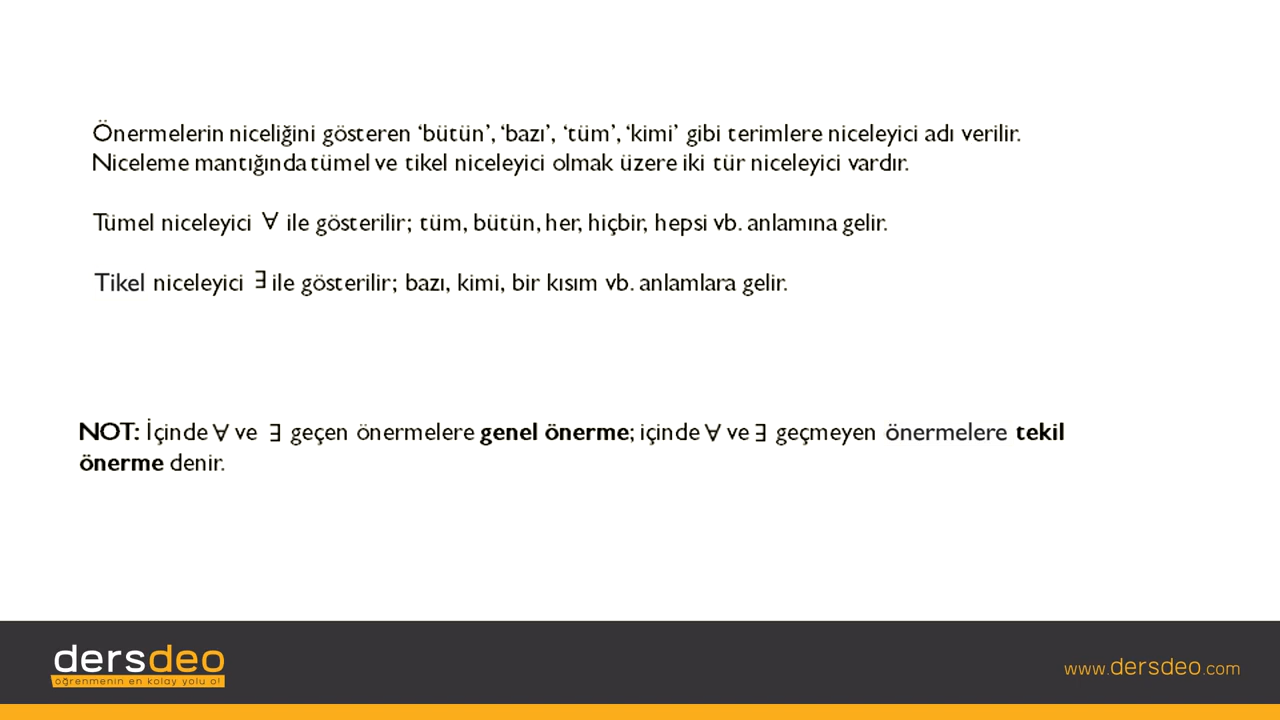 Önermelerin niceliğini gösteren ‘bütün’, ‘bazı’, ‘tüm’, ‘kimi’ gibi terimlere niceleyici adı verilir.
Niceleme mantığında tümel ve tikel niceleyici olmak üzere iki tür niceleyici vardır.
Tümel niceleyici ∀ ile gösterilir; tüm, bütün, her, hiçbir, hepsi vb. anlamına gelir.
Tikel niceleyici ∃ ile gösterilir; bazı, kimi, bir kısım vb. anlamlara gelir.
NOT: İçinde ∀ ve ∃ geçen önermelere genel önerme; içinde ∀ ve ∃ geçmeyen önermelere tekil
önerme denir.
dersdeo
öğrenmenin en kolay yolu o!
www.dersdeo.com